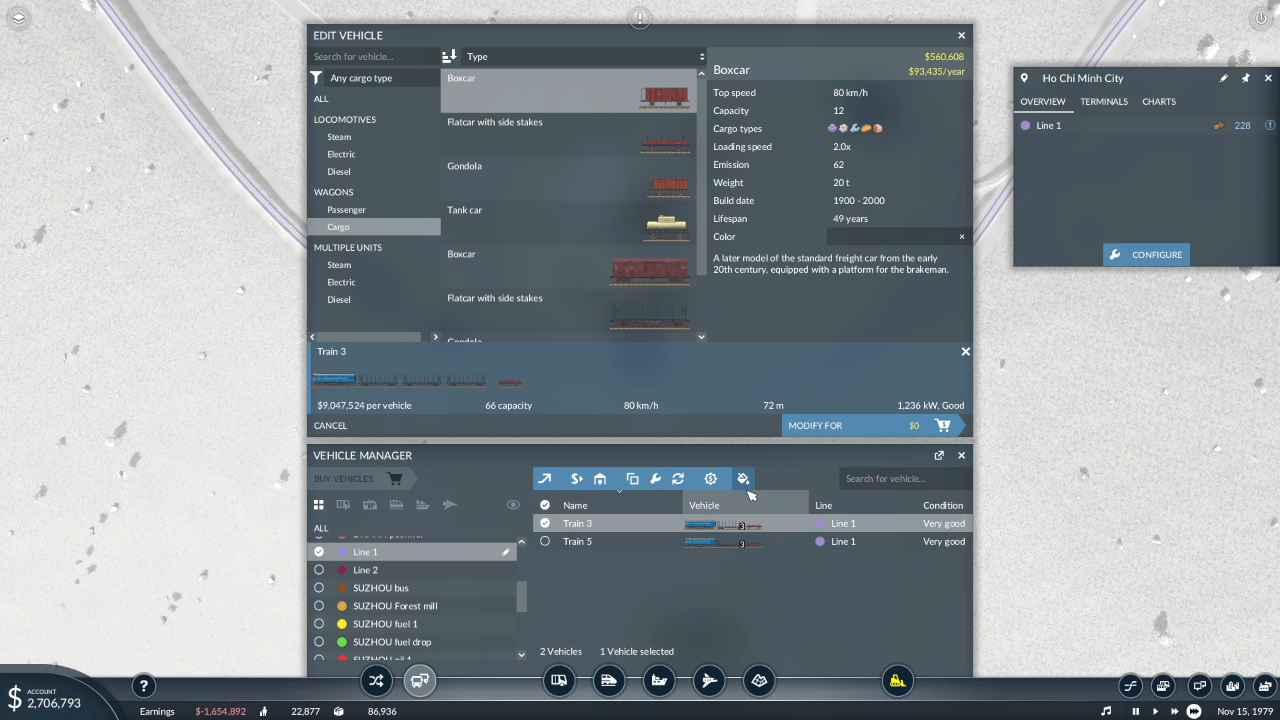 EDIT VEHICLE
Search for vehicle...
Type
Any cargo type
ALL
LOCOMOTIVES
Steam
Electric
Diesel
WAGONS
Passenger
Cargo
MULTIPLE UNITS
Steam
Electric
Diesel
Boxcar
Flatcar with side stakes
Gondola
Tank car
Boxcar
Flatcar with side stakes
$560,608
Boxcar
$93,435/year
Top speed 80 km/h
Capacity 12
Cargo types
Loading speed 2.0x
Emission 62
Weight 20 t
Build date 1900 - 2000
Lifespan 49 years
Color
A later model of the standard freight car from the early
20th century, equipped with a platform for the brakeman.
Train 3
$9,047,524 per vehicle 66 capacity 80 km/h 72 m 1,236 kW, Good
CANCEL
MODIFY FOR $0
Ho Chi Minh City
OVERVIEW TERMINALS CHARTS
Line 1 228
CONFIGURE
VEHICLE MANAGER
BUY VEHICLES
Search for vehicle...
ALL
Line 1
Line 2
SUZHOU bus
SUZHOU Forest mill
SUZHOU fuel 1
SUZHOU fuel drop
Name Vehicle Line Condition
Train 3 3 Line 1 Very good
Train 5 3 Line 1 Very good
2 Vehicles 1 Vehicle selected
$ ACCOUNT
2,706,793
?
Earnings $-1,654,892 22,877 86,936
Nov 15, 1979